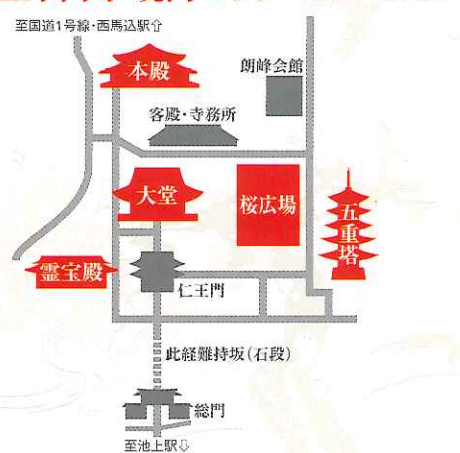 至国道1号線・西馬込駅⇧
本殿
朗峰会館
客殿・寺務所
大堂
桜広場
五重塔
霊宝殿
仁王門
此経難持坂(石段)
総門
至池上駅⇩